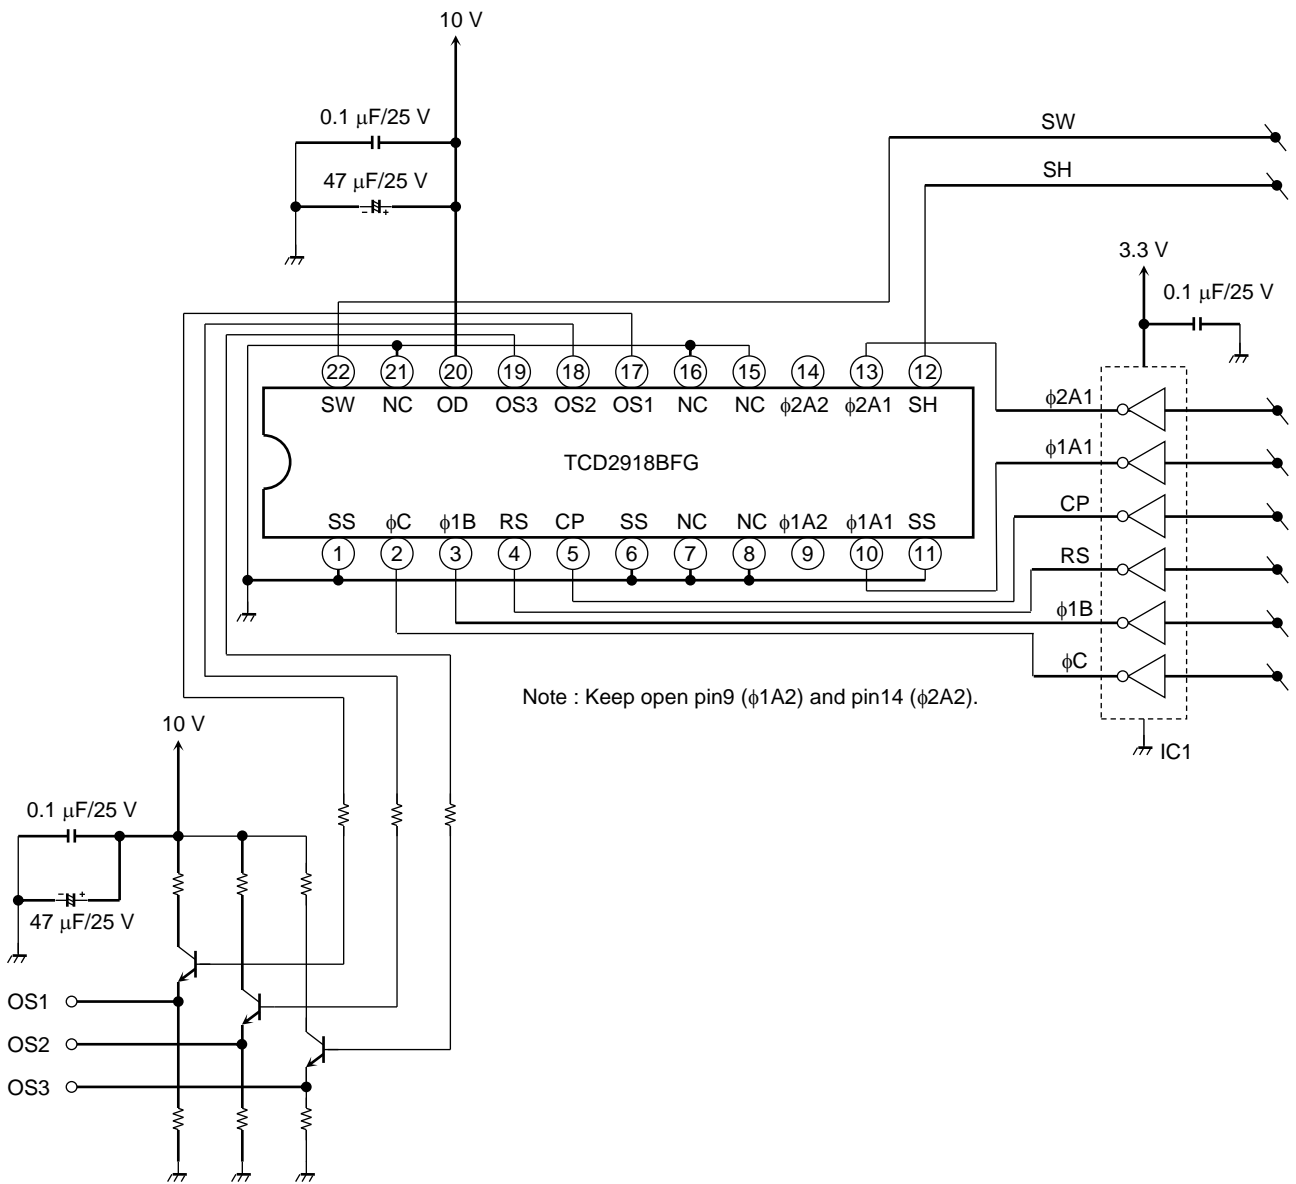 10 V
0.1 μF/25 V
SW
47 μF/25 V
SH
3.3 V
0.1 μF/25 V
22 21 20 19 18 17 16 15 14 13 12
SW NC OD OS3 OS2 OS1 NC NC ϕ2A2 ϕ2A1 SH
ϕ2A1
ϕ1A1
TCD2918BFG
CP
SS ϕC ϕ1B RS CP SS NC NC ϕ1A2 ϕ1A1 SS
1 2 3 4 5 6 7 8 9 10 11
RS
ϕ1B
ϕC
Note : Keep open pin9 (ϕ1A2) and pin14 (ϕ2A2).
IC1
10 V
0.1 μF/25 V
47 μF/25 V
OS1
OS2
OS3